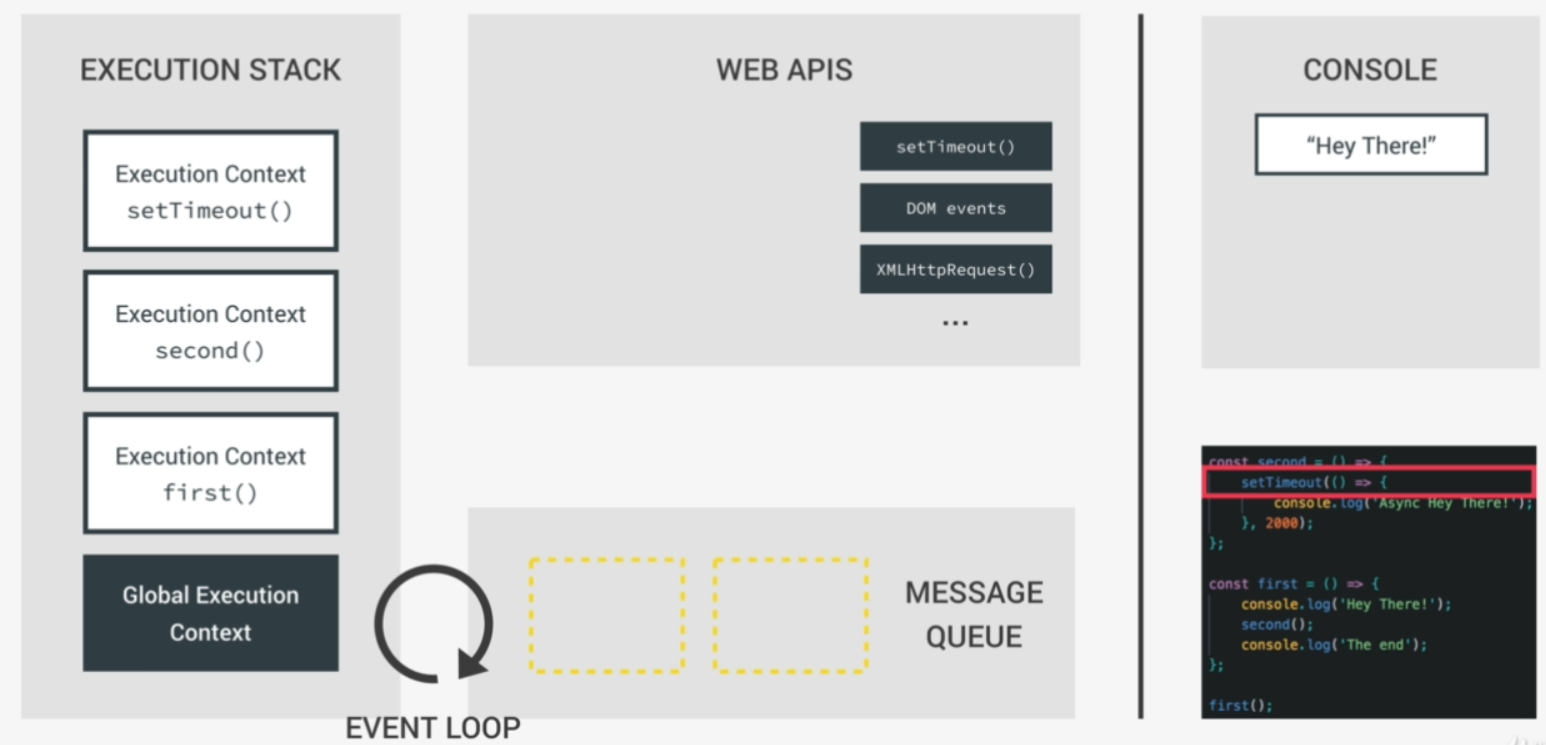 EXECUTION STACK
Execution Context
setTimeout()
Execution Context
second()
Execution Context
first()
Global Execution
Context
EVENT LOOP
WEB APIS
setTimeout()
DOM events
XMLHttpRequest()
...
MESSAGE
QUEUE
CONSOLE
“Hey There!”
const second = () => {
setTimeout(() => {
console.log('Async Hey There!');
}, 2000);
};
const first = () => {
console.log('Hey There!');
second();
console.log('The end');
};
first();